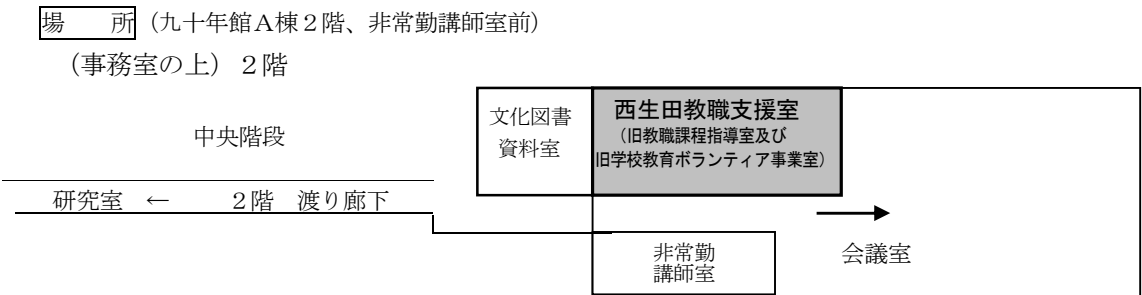 場　所（九十年館Ａ棟２階、非常勤講師室前）
（事務室の上）２階
中央階段
文化図書
資料室
西生田教職支援室
（旧教職課程指導室及び
旧学校教育ボランティア事業室）
研究室　←　２階　渡り廊下
非常勤
講師室
会議室